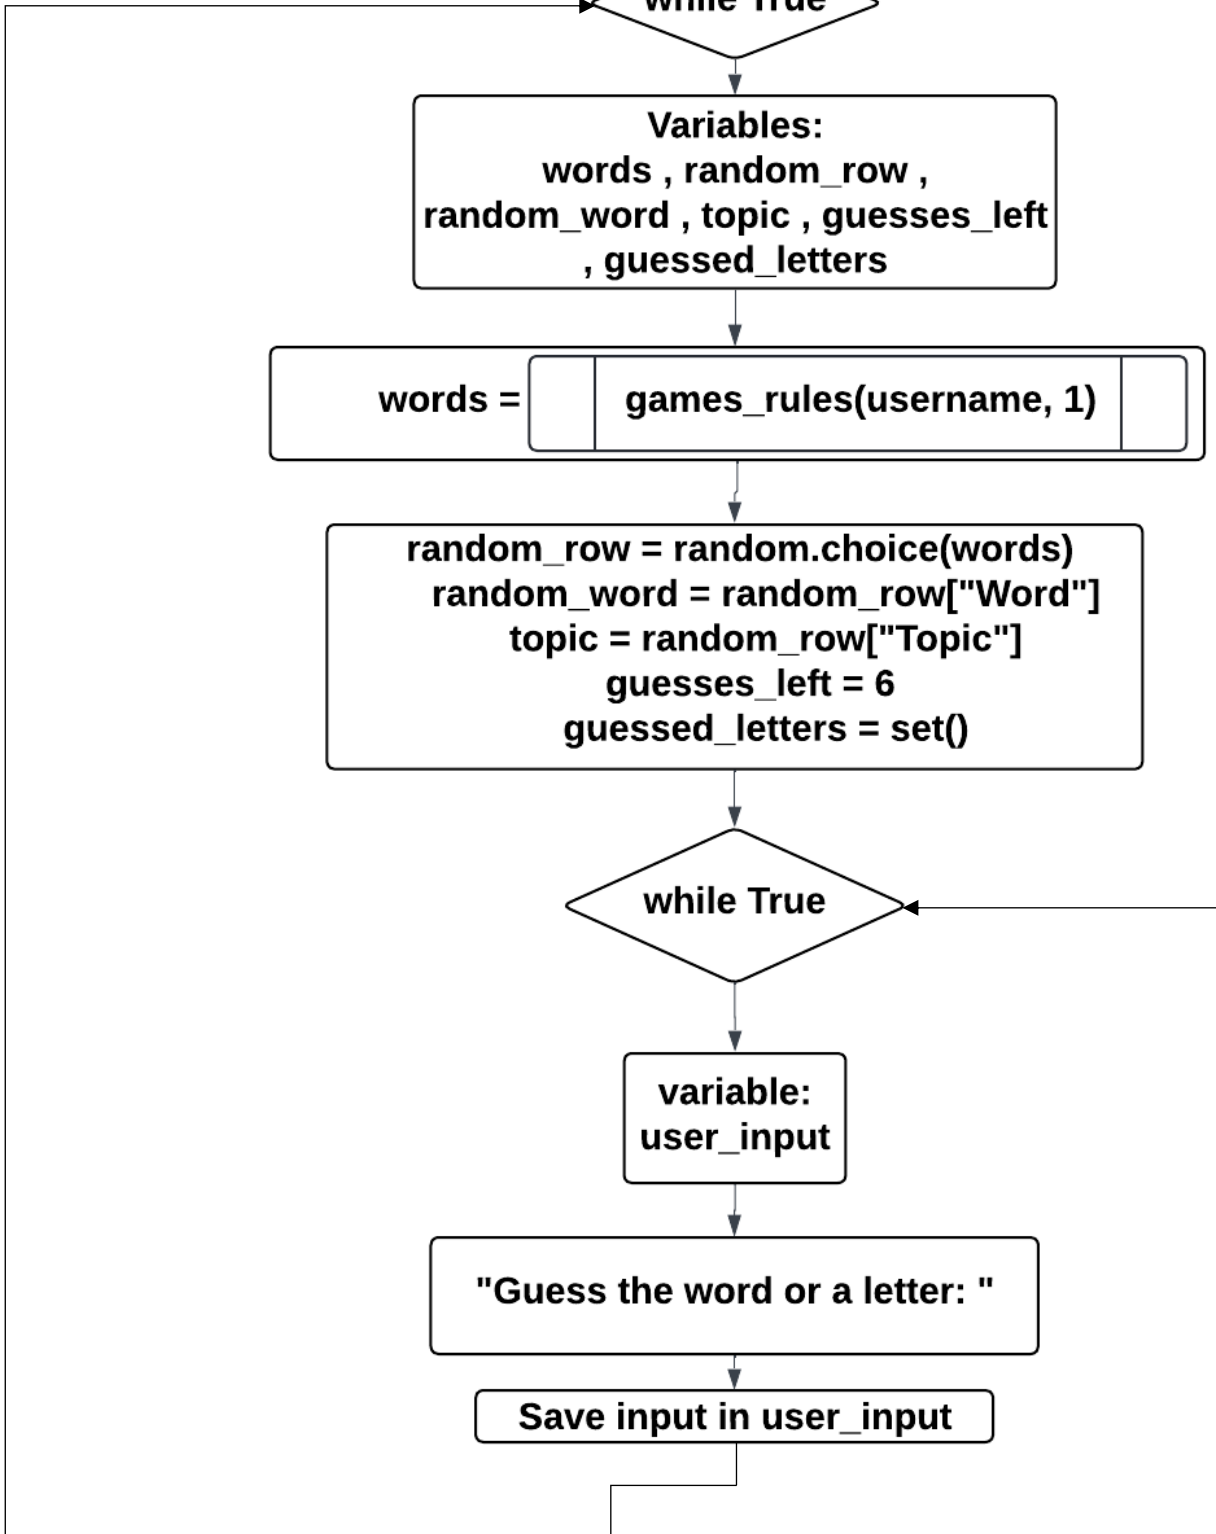 while True
Variables:
words , random_row ,
random_word , topic , guesses_left
, guessed_letters
words =
games_rules(username, 1)
random_row = random.choice(words)
random_word = random_row["Word"]
topic = random_row["Topic"]
guesses_left = 6
guessed_letters = set()
while True
variable:
user_input
"Guess the word or a letter: "
Save input in user_input